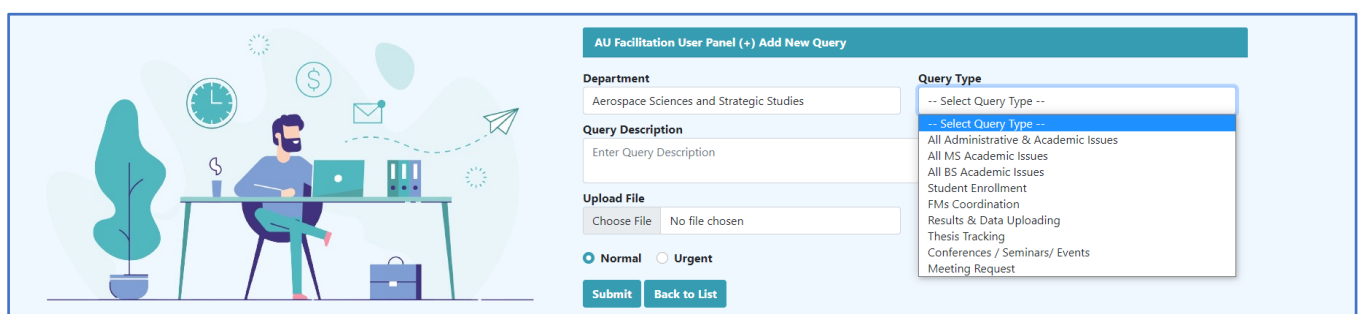 AU Facilitation User Panel (+) Add New Query
Department
Query Type
Aerospace Sciences and Strategic Studies
-- Select Query Type --
-- Select Query Type --
All Administrative & Academic Issues
All MS Academic Issues
All BS Academic Issues
Student Enrollment
FMs Coordination
Results & Data Uploading
Thesis Tracking
Conferences / Seminars/ Events
Meeting Request
Query Description
Enter Query Description
Upload File
Choose File No file chosen
Normal Urgent
Submit Back to List
$